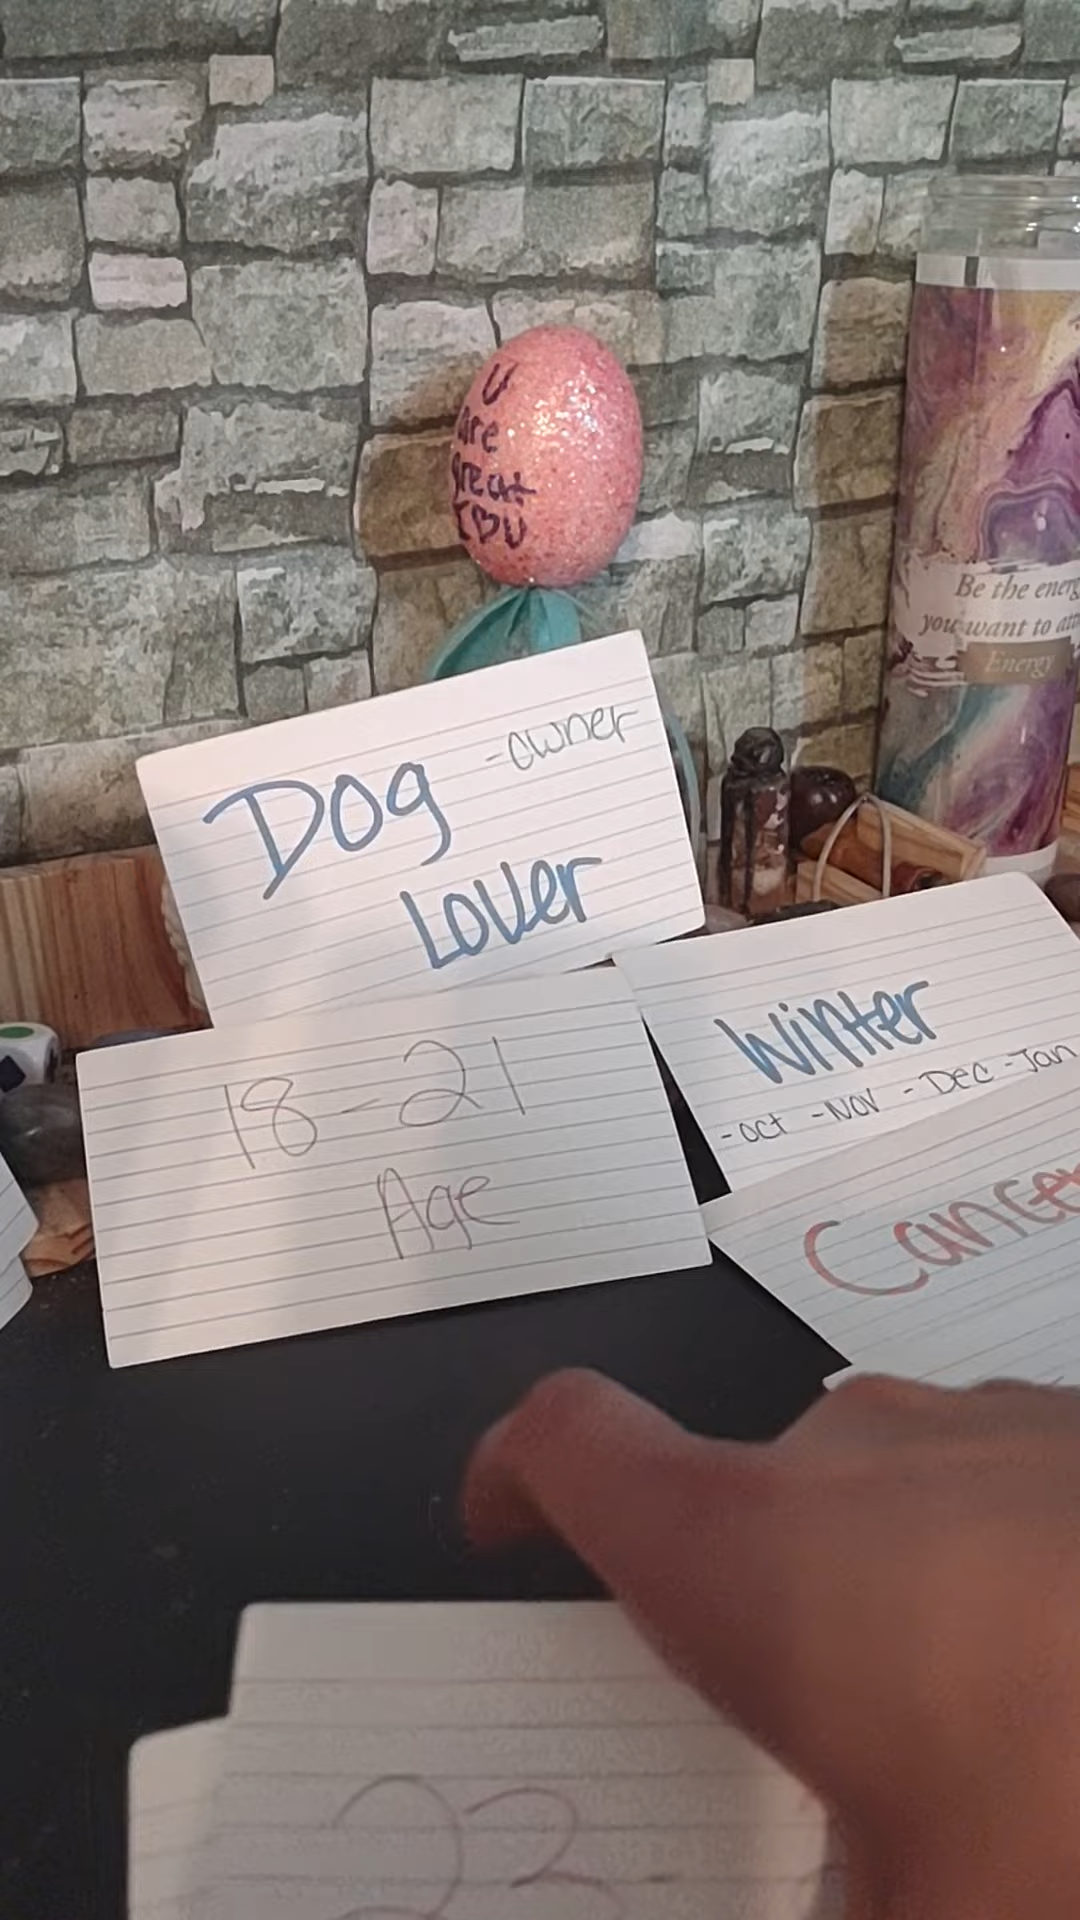 U
are
great
I♡U
Be the energ
you want to att
Energy
Dog -owner
Lover
Winter
-oct -Nov -Dec -Jan
18-21
Age
Cancer